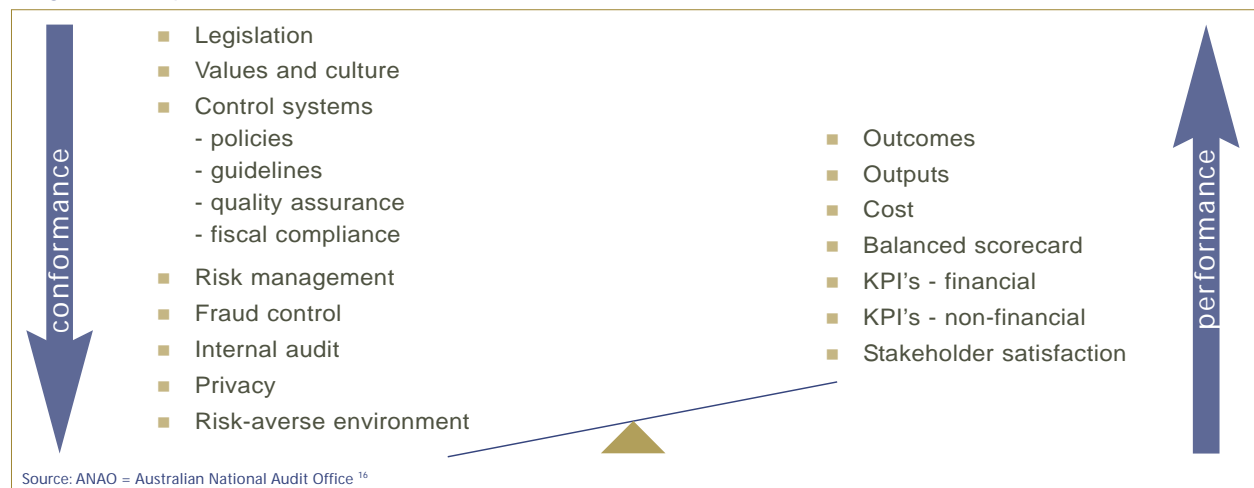 conformance
Legislation
Values and culture
Control systems
- policies
- guidelines
- quality assurance
- fiscal compliance
Risk management
Fraud control
Internal audit
Privacy
Risk-averse environment
Outcomes
Outputs
Cost
Balanced scorecard
KPI's - financial
KPI's - non-financial
Stakeholder satisfaction
performance
Source: ANAO = Australian National Audit Office 16